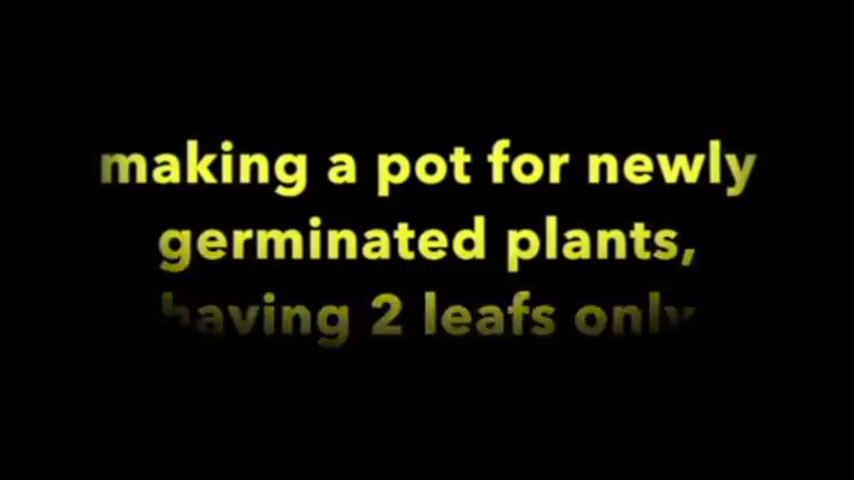 making a pot for newly
germinated plants,
having 2 leafs only